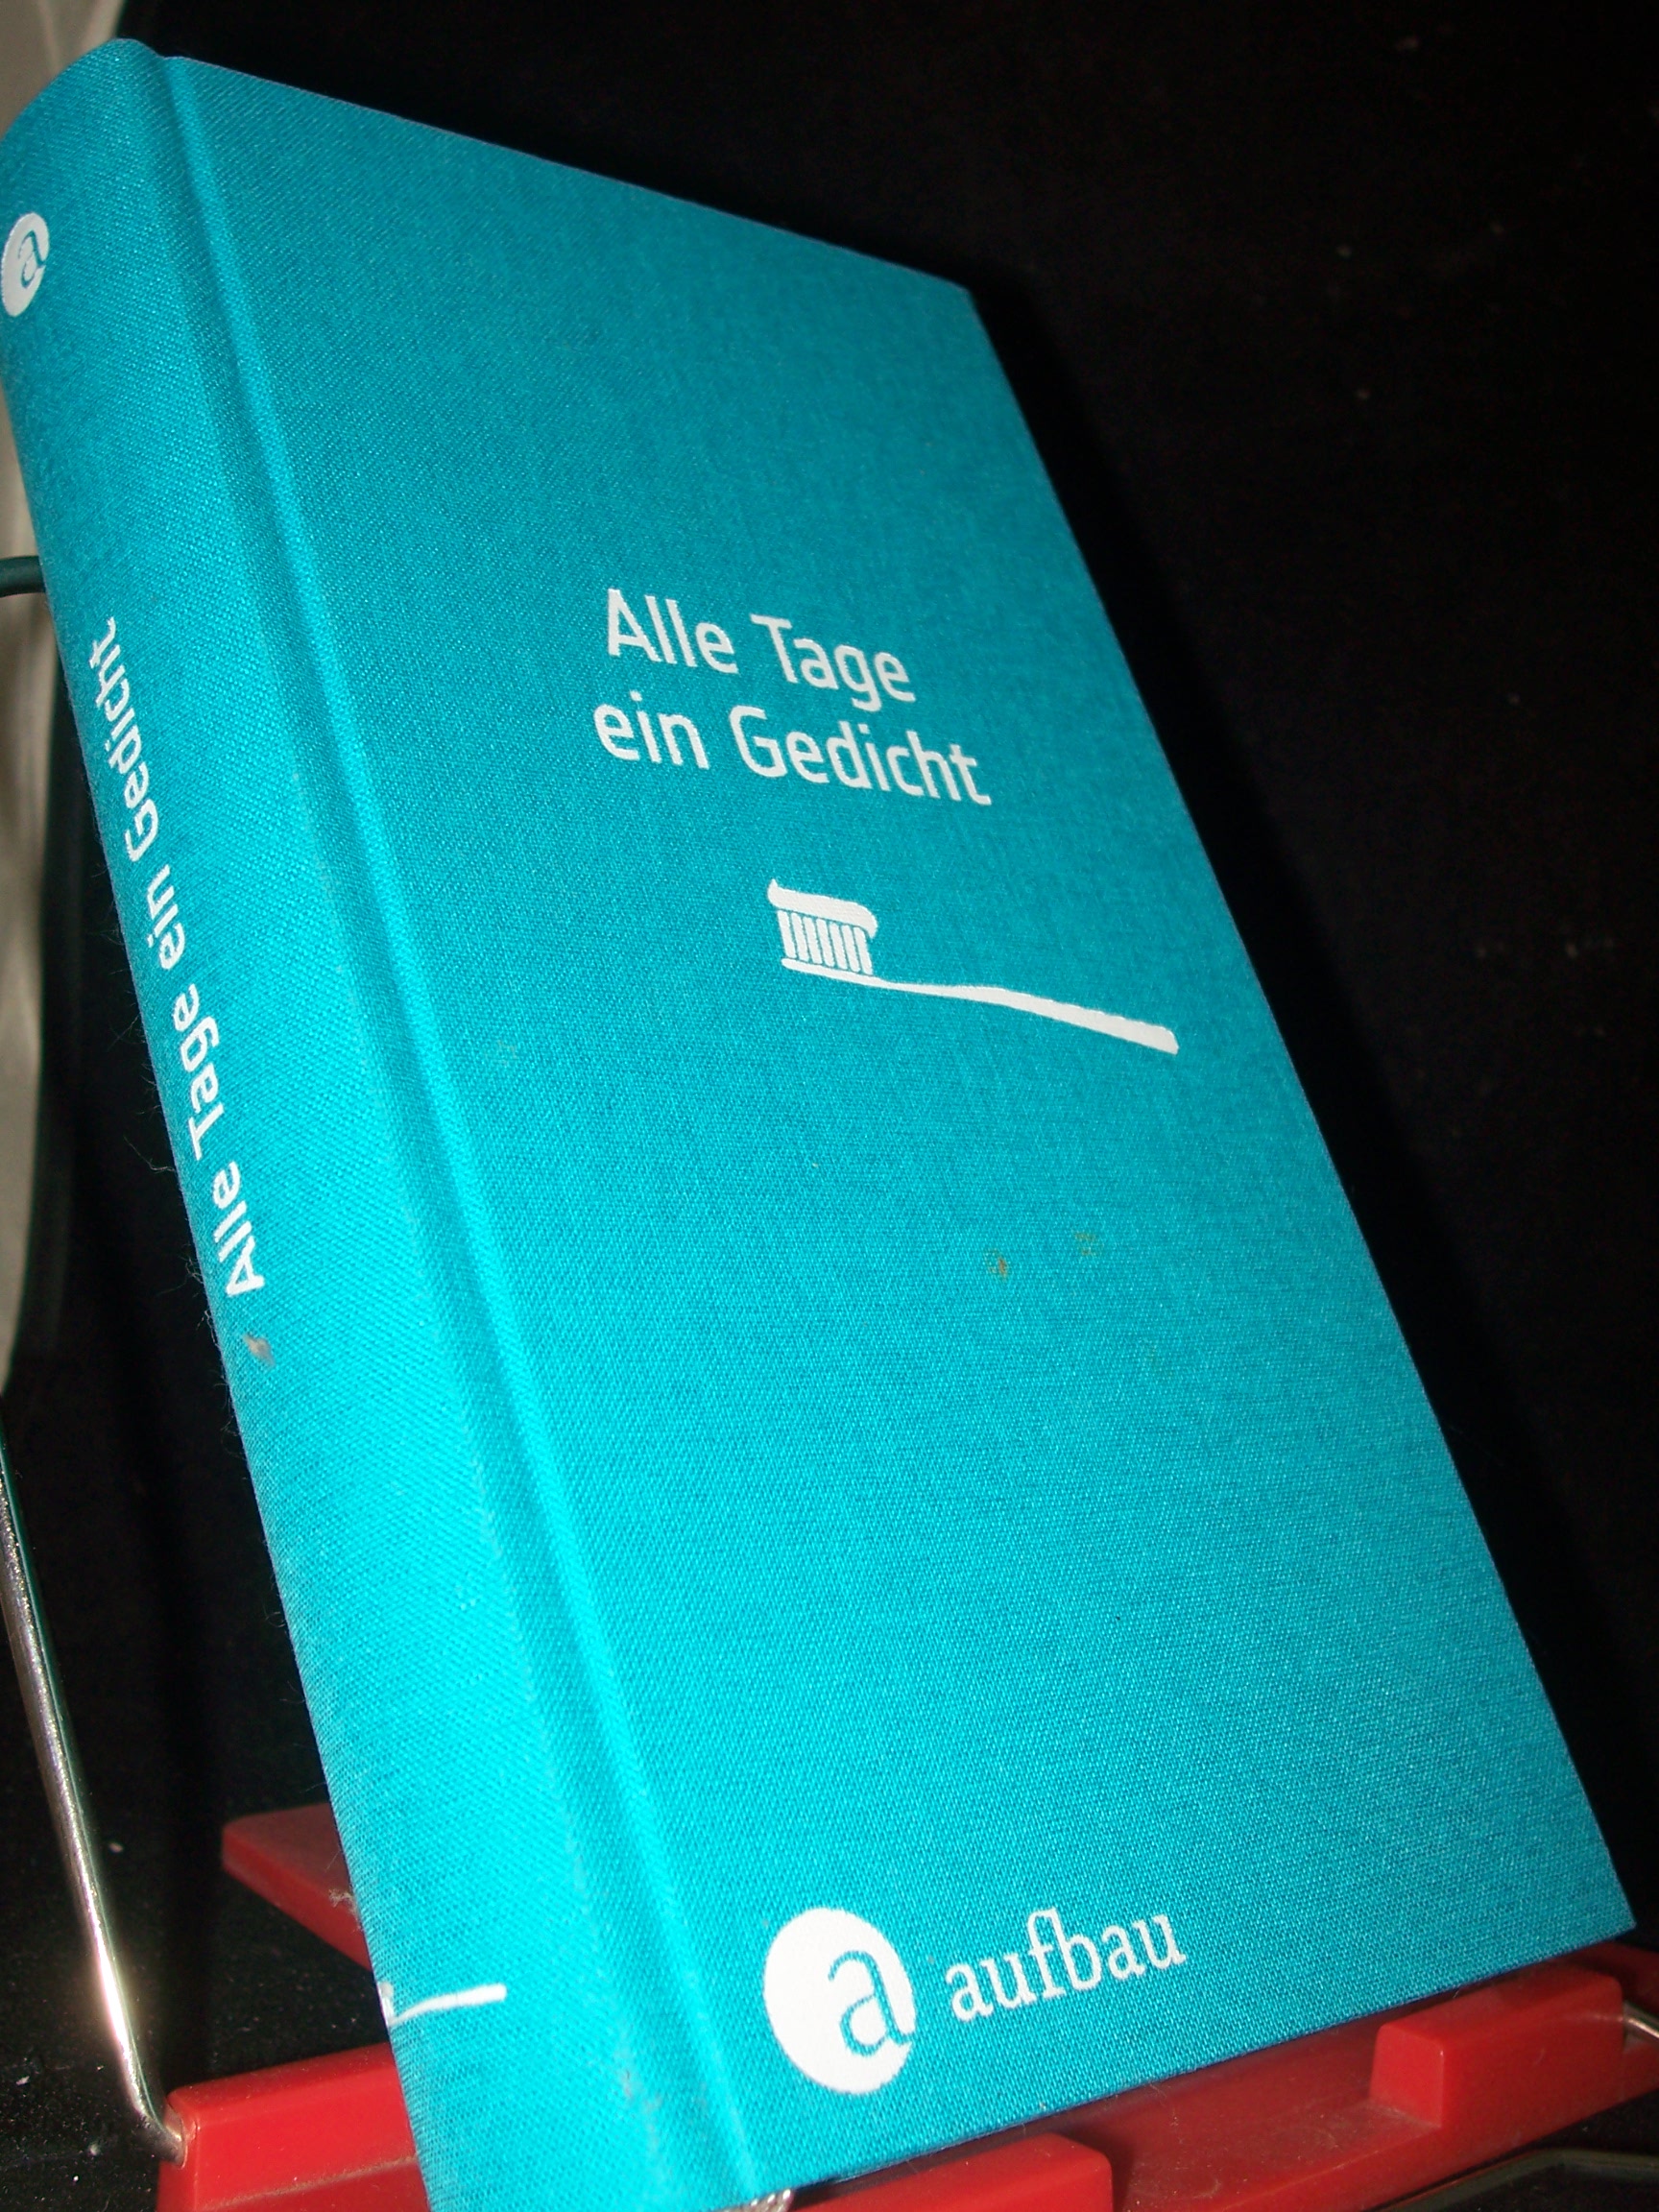 Alle Tage
ein Gedicht
a aufbau
Alle Tage ein Gedicht
a